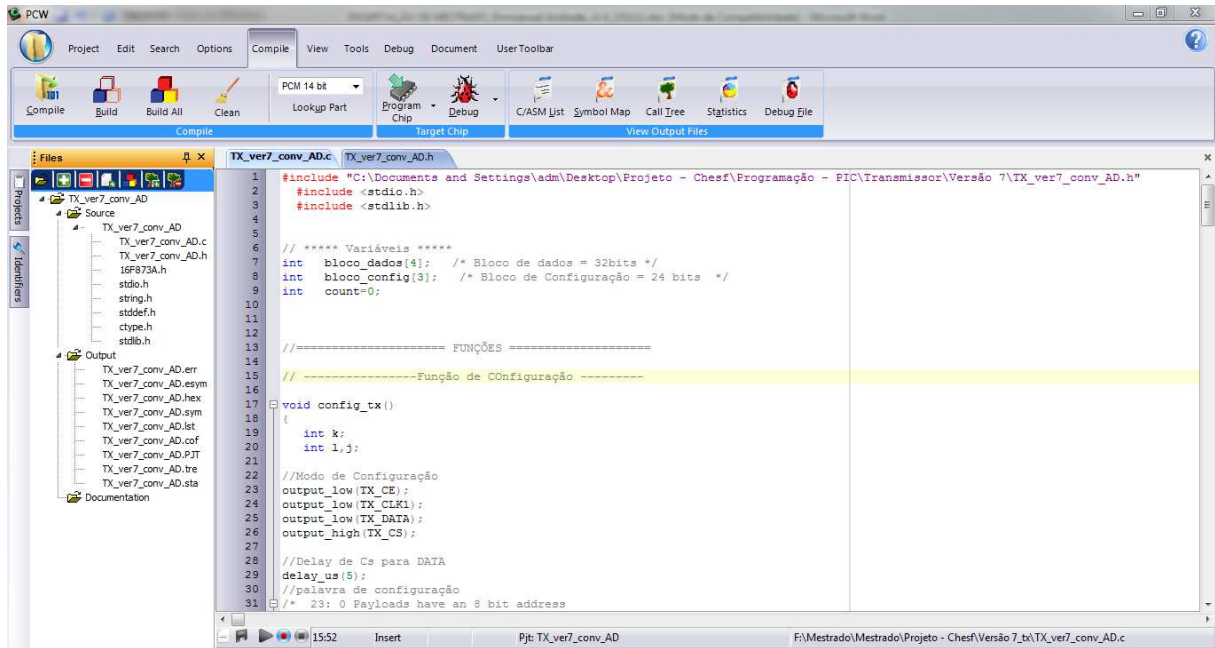 PCW
Project Edit Search Options Compile View Tools Debug Document User Toolbar
Compile Build Build All Clean
PCM 14 bit
Lookup Part
Program Chip Debug
C/ASM List Symbol Map Call Tree Statistics Debug File
Compile Target Chip View Output Files
Files
Projects
Identifiers
TX_ver7_conv_AD
Source
TX_ver7_conv_AD
TX_ver7_conv_AD.c
TX_ver7_conv_AD.h
16F873A.h
stdio.h
string.h
stddef.h
ctype.h
stdlib.h
Output
TX_ver7_conv_AD.err
TX_ver7_conv_AD.esym
TX_ver7_conv_AD.hex
TX_ver7_conv_AD.sym
TX_ver7_conv_AD.lst
TX_ver7_conv_AD.cof
TX_ver7_conv_AD.PJT
TX_ver7_conv_AD.tre
TX_ver7_conv_AD.sta
Documentation
TX_ver7_conv_AD.c TX_ver7_conv_AD.h
1 #include "C:\Documents and Settings\adm\Desktop\Projeto - Chesf\Programação - PIC\Transmissor\Versão 7\TX_ver7_conv_AD.h"
2 #include <stdio.h>
3 #include <stdlib.h>
4
5
6 // ***** Variáveis *****
7 int bloco_dados[4]; /* Bloco de dados = 32bits */
8 int bloco_config[3]; /* Bloco de Configuração = 24 bits */
9 int count=0;
10
11
12
13 //===================== FUNÇÕES ====================
14
15 // ----------------Função de COnfiguração ---------
16
17 void config_tx()
18 {
19 int k;
20 int l,j;
21
22 //Modo de Configuração
23 output_low(TX_CE);
24 output_low(TX_CLK1);
25 output_low(TX_DATA);
26 output_high(TX_CS);
27
28 //Delay de Cs para DATA
29 delay_us(5);
30 //palavra de configuração
31 /* 23: 0 Payloads have an 8 bit address
15:52 Insert Pjt: TX_ver7_conv_AD F:\Mestrado\Mestrado\Projeto - Chesf\Versão 7_tx\TX_ver7_conv_AD.c